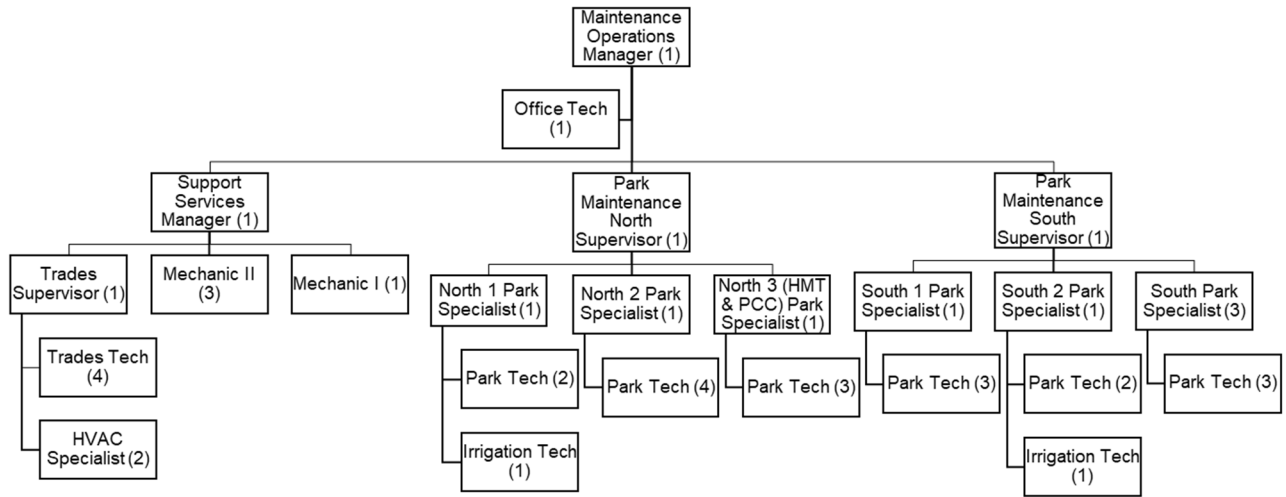 Maintenance
Operations
Manager (1)
Office Tech
(1)
Support
Services
Manager (1)
Park
Maintenance
North
Supervisor (1)
Park
Maintenance
South
Supervisor (1)
Trades
Supervisor (1)
Mechanic II
(3)
Mechanic I (1)
North 1 Park
Specialist (1)
North 2 Park
Specialist (1)
North 3 (HMT
& PCC) Park
Specialist (1)
South 1 Park
Specialist (1)
South 2 Park
Specialist (1)
South Park
Specialist (3)
Trades Tech
(4)
HVAC
Specialist (2)
Park Tech (2)
Irrigation Tech
(1)
Park Tech (4)
Park Tech (3)
Park Tech (3)
Park Tech (2)
Irrigation Tech
(1)
Park Tech (3)